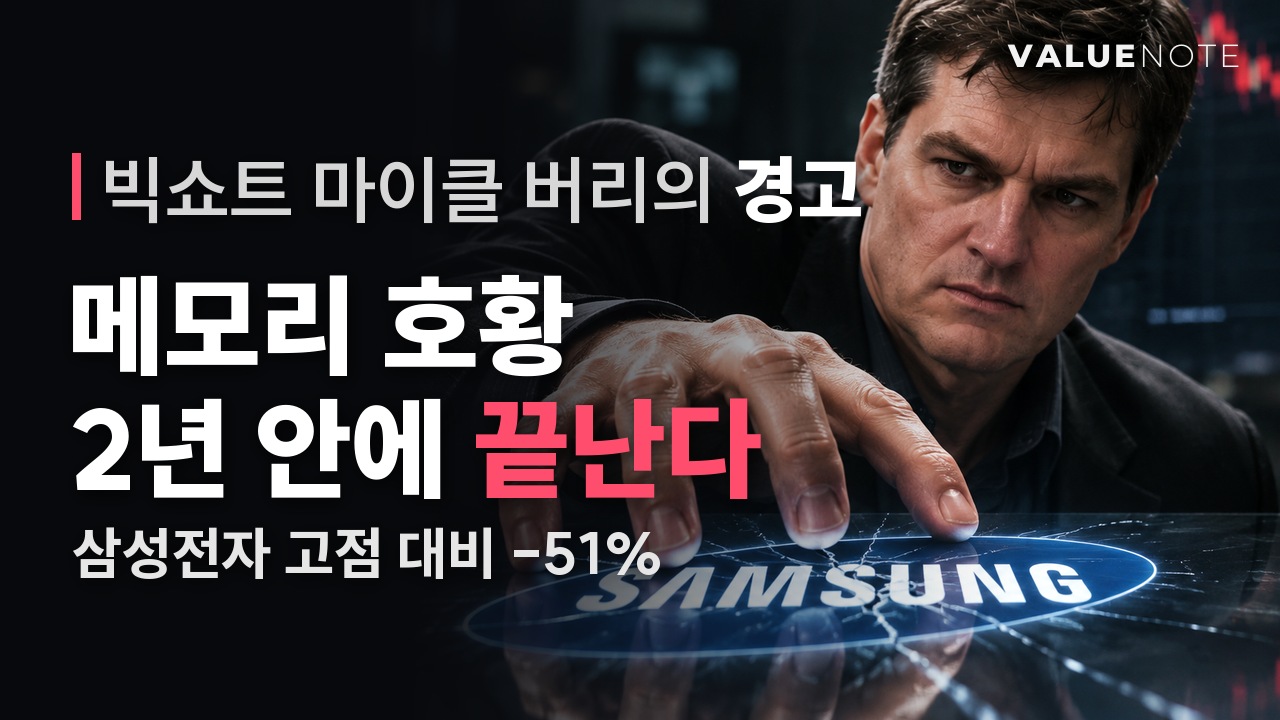 VALUENOTE
빅쇼트 마이클 버리의 경고
메모리 호황
2년 안에 끝난다
삼성전자 고점 대비 -51%
SAMSUNG